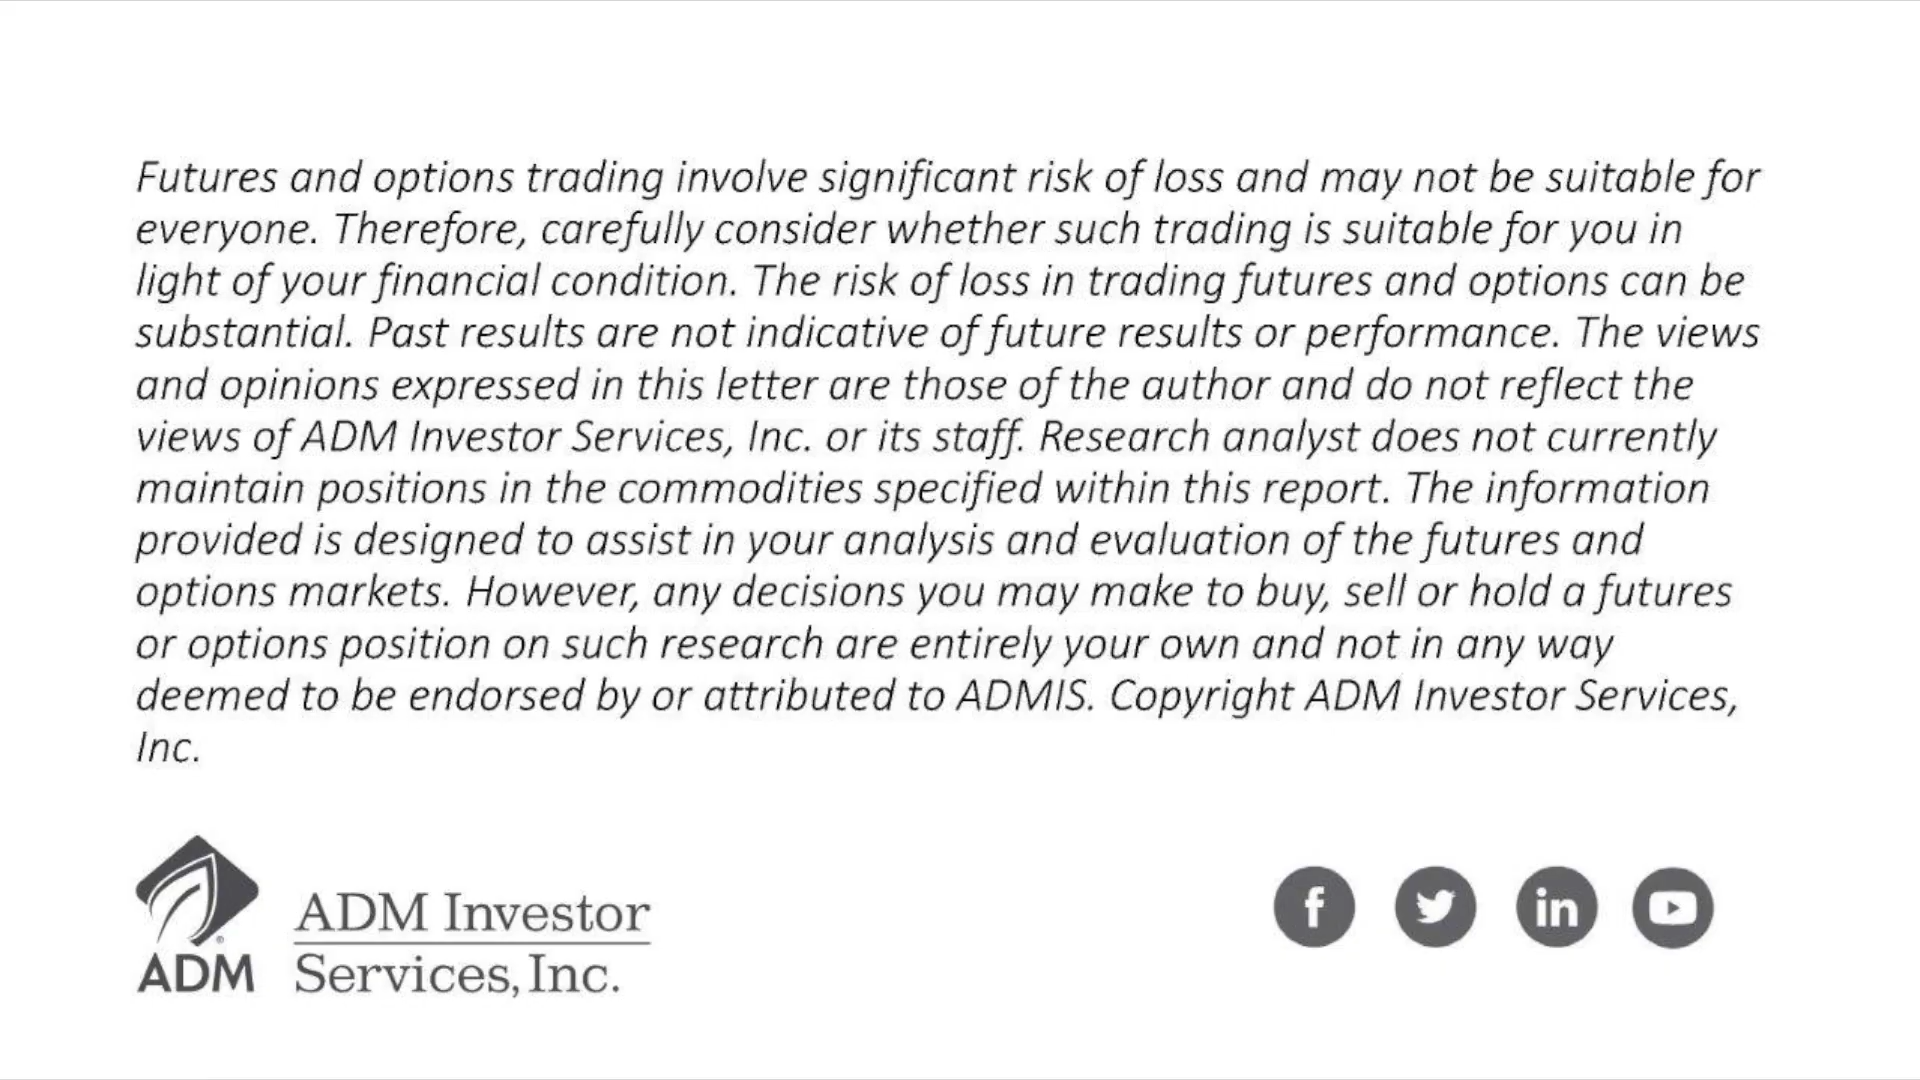 Futures and options trading involve significant risk of loss and may not be suitable for
everyone. Therefore, carefully consider whether such trading is suitable for you in
light of your financial condition. The risk of loss in trading futures and options can be
substantial. Past results are not indicative of future results or performance. The views
and opinions expressed in this letter are those of the author and do not reflect the
views of ADM Investor Services, Inc. or its staff. Research analyst does not currently
maintain positions in the commodities specified within this report. The information
provided is designed to assist in your analysis and evaluation of the futures and
options markets. However, any decisions you may make to buy, sell or hold a futures
or options position on such research are entirely your own and not in any way
deemed to be endorsed by or attributed to ADMIS. Copyright ADM Investor Services,
Inc.
ADM
ADM Investor
Services, Inc.
f
in